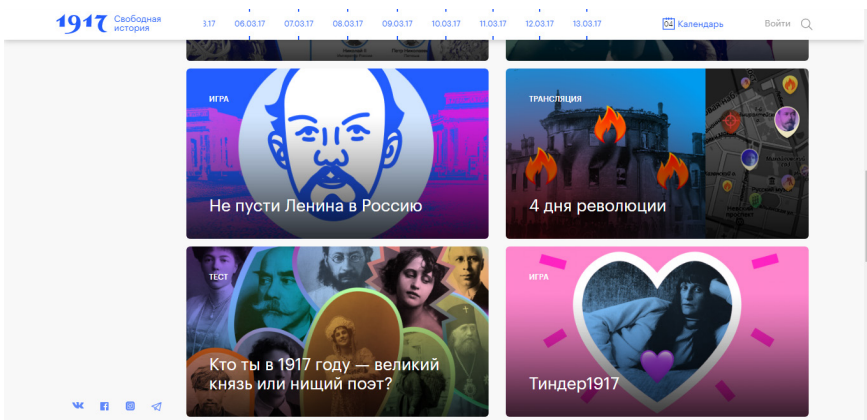 1917 Свободная
история
3.17 06.03.17 07.03.17 08.03.17 09.03.17 10.03.17 11.03.17 12.03.17 13.03.17
04 Календарь
Войти
ИГРА
Не пусти Ленина в Россию
ТРАНСЛЯЦИЯ
4 дня революции
ТЕСТ
Кто ты в 1917 году — великий
князь или нищий поэт?
ИГРА
Тиндер1917